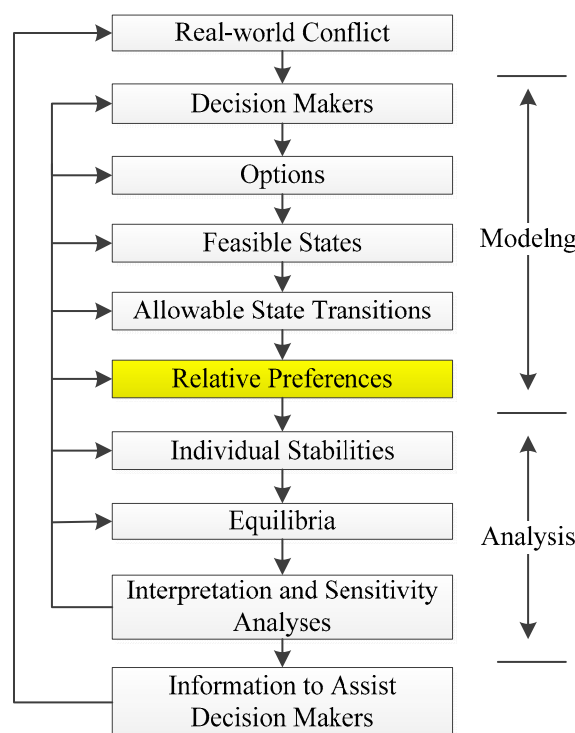 Real-world Conflict
Decision Makers
Options
Feasible States
Modelng
Allowable State Transitions
Relative Preferences
Individual Stabilities
Equilibria
Analysis
Interpretation and Sensitivity
Analyses
Information to Assist
Decision Makers